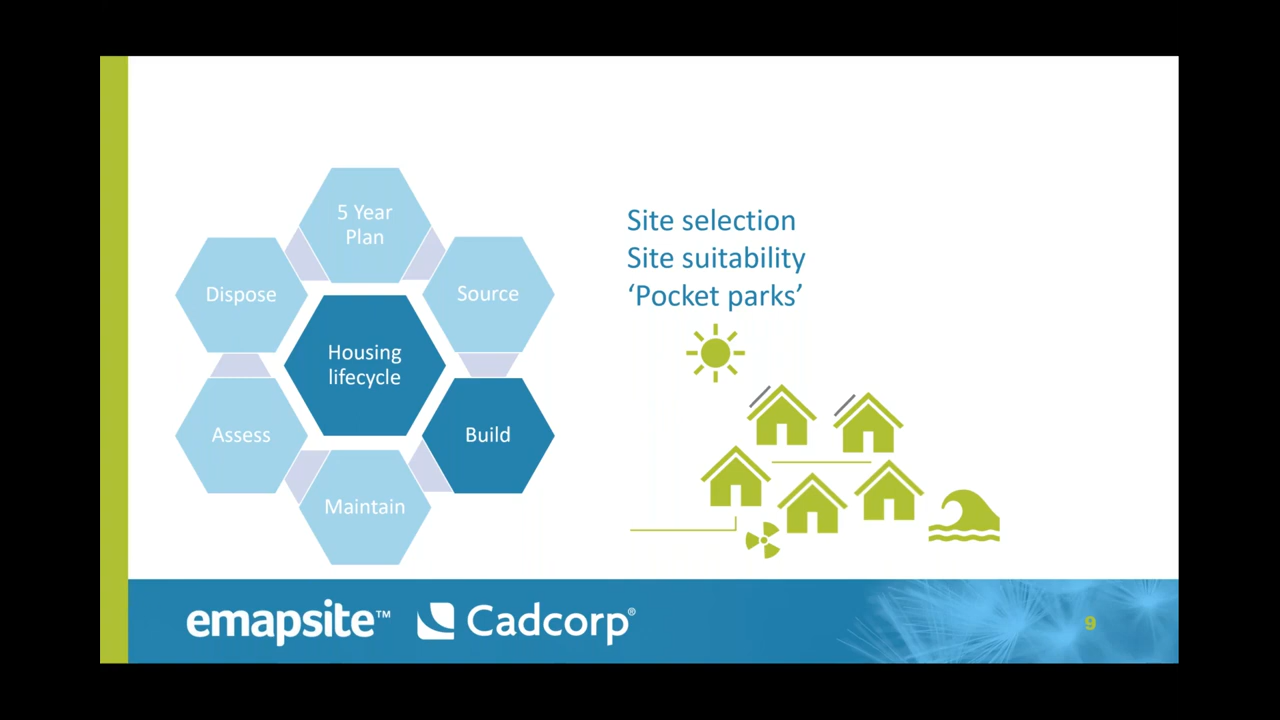 5 Year
Plan
Source
Build
Maintain
Assess
Dispose
Housing
lifecycle
Site selection
Site suitability
‘Pocket parks’
emapsite™
Cadcorp®
9